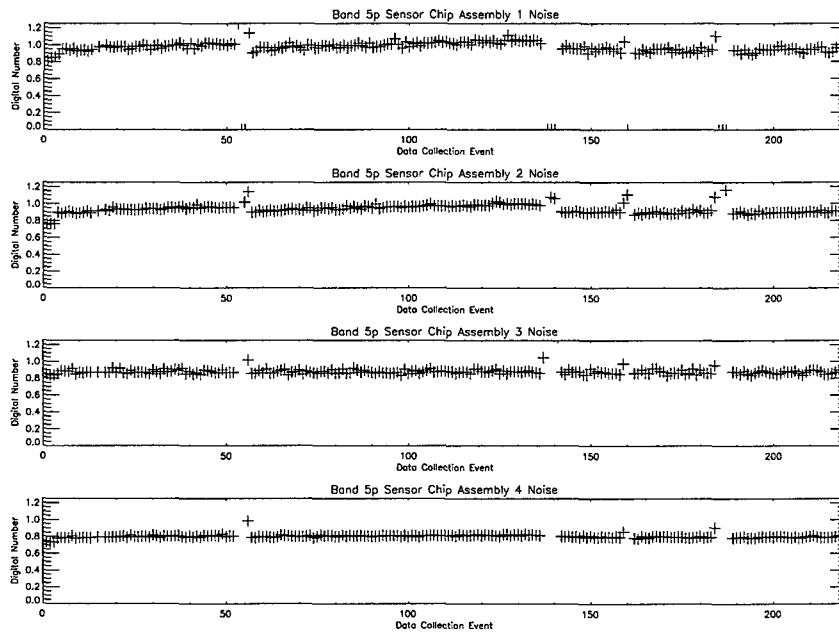 Band 5p Sensor Chip Assembly 1 Noise
Digital Number
1.2
1.0
0.8
0.6
0.4
0.2
0.0
0 50 100 150 200
Data Collection Event
Band 5p Sensor Chip Assembly 2 Noise
Digital Number
1.2
1.0
0.8
0.6
0.4
0.2
0.0
0 50 100 150 200
Data Collection Event
Band 5p Sensor Chip Assembly 3 Noise
Digital Number
1.2
1.0
0.8
0.6
0.4
0.2
0.0
0 50 100 150 200
Data Collection Event
Band 5p Sensor Chip Assembly 4 Noise
Digital Number
1.2
1.0
0.8
0.6
0.4
0.2
0.0
0 50 100 150 200
Data Collection Event